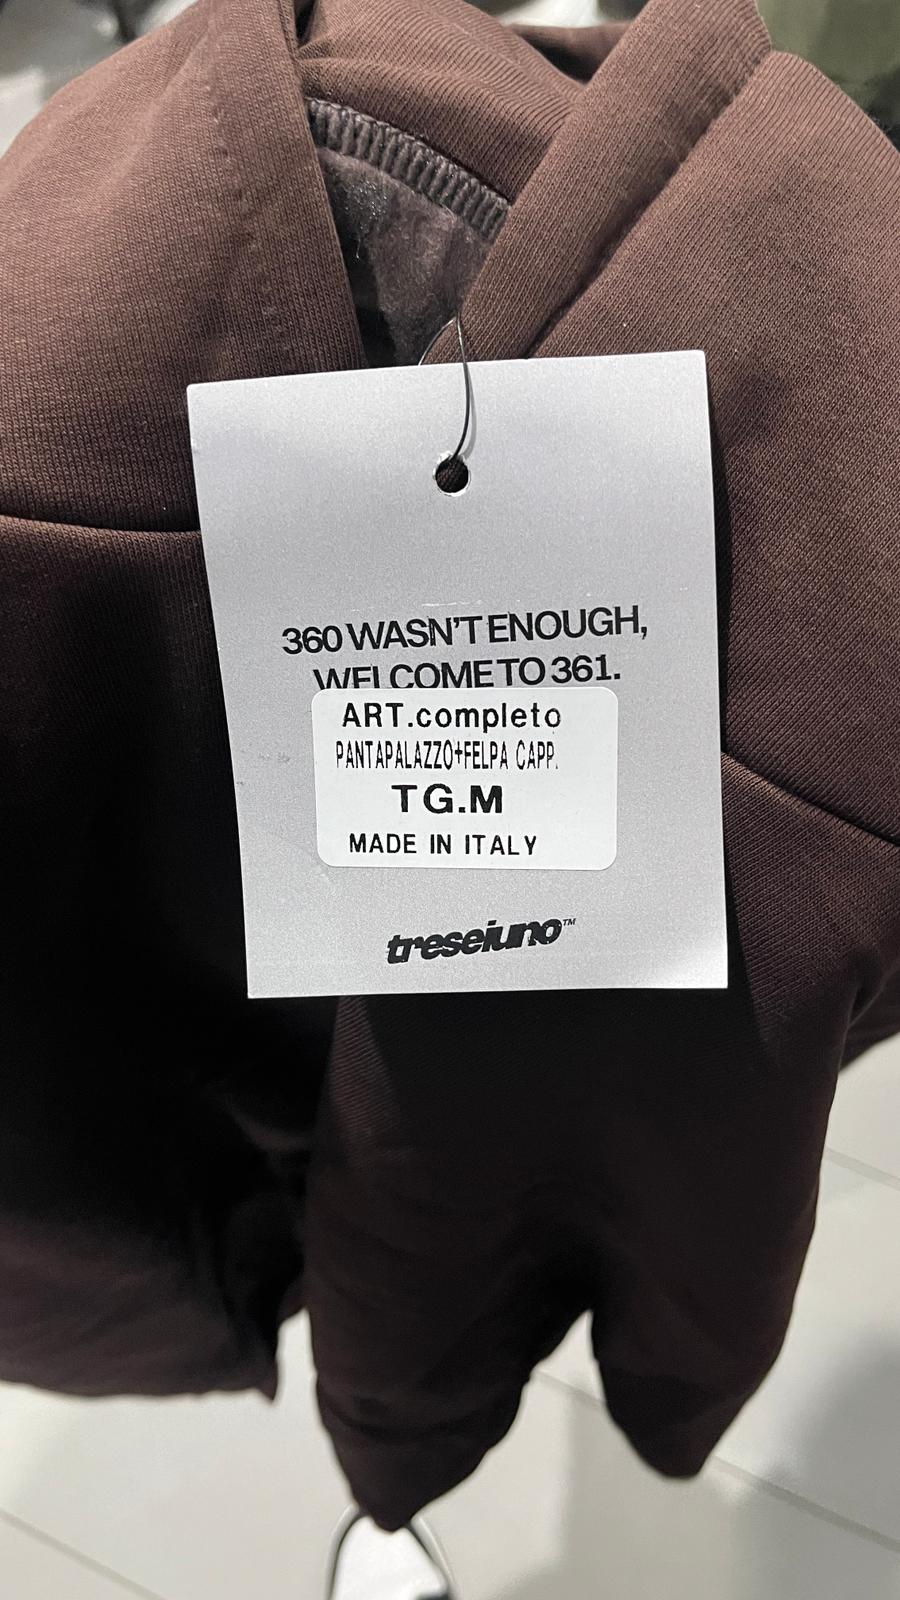 360 WASN'T ENOUGH,
WELCOME TO 361.
ART.completo
PANTAPALAZZO+FELPA CAPP.
TG.M
MADE IN ITALY
treseiuno™